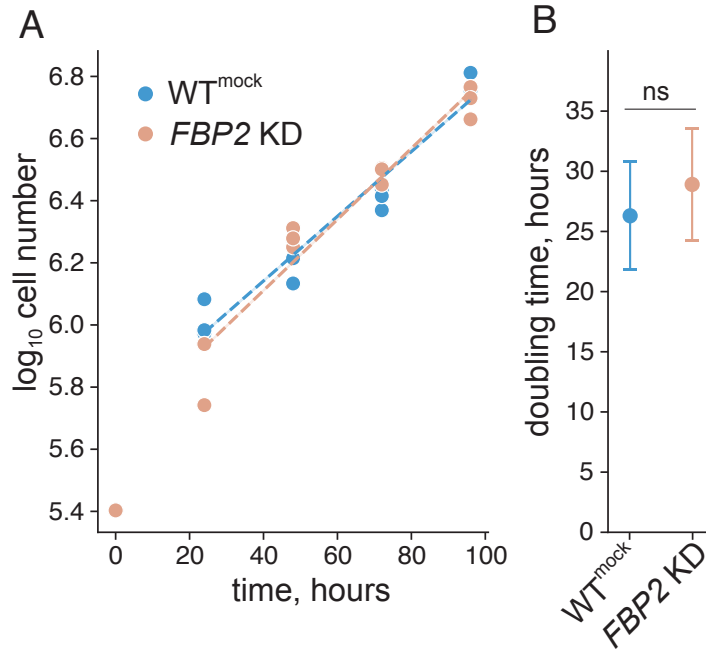 A
log₁₀ cell number
6.8
6.6
6.4
6.2
6.0
5.8
5.6
5.4
WTᵐᵒᶜᵏ
FBP2 KD
0
20
40
60
80
100
time, hours
B
doubling time, hours
35
30
25
20
15
10
5
0
ns
WTᵐᵒᶜᵏ
FBP2 KD